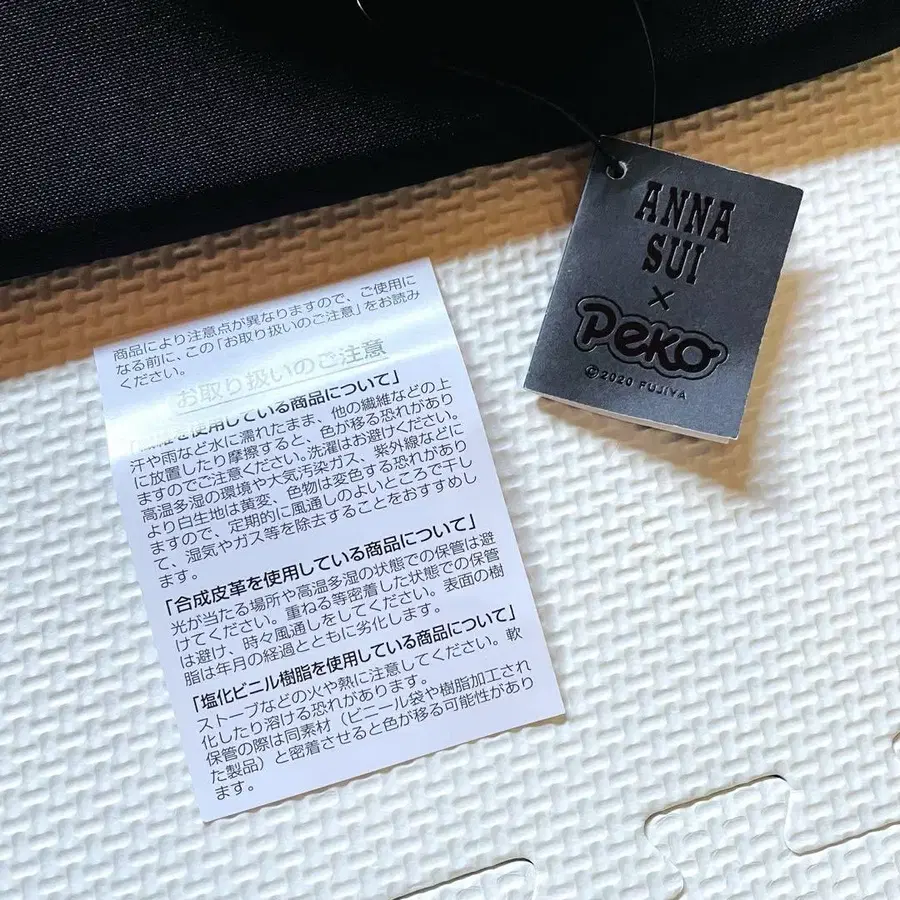 商品により注意点が異なりますので、ご使用に
なる前に、この「お取り扱いのご注意」をお読み
ください。
お取り扱いのご注意
を使用している商品について」
汗や雨など水に濡れたまま、他の繊維などの上
に放置したり摩擦すると、色が移る恐れがあり
ますのでご注意ください。洗濯はお避けください。
高温多湿の環境や大気汚染ガス、紫外線などに
より白生地は黄変、色物は変色する恐れがあり
ますので、定期的に風通しのよいところで干し
て、湿気やガス等を除去することをおすすめし
ます。
「合成皮革を使用している商品について」
光が当たる場所や高温多湿の状態での保管は避
けてください。重ねる等密着した状態での保管
は避け、時々風通しをしてください。表面の樹
脂は年月の経過とともに劣化します。
「塩化ビニル樹脂を使用している商品について」
ストーブなどの火や熱に注意してください。軟
化したり溶ける恐れがあります。
保管の際は同素材（ビニール袋や樹脂加工され
た製品）と密着させると色が移る可能性があり
ます。
ANNA
SUI
×
Peko
©2020 FUJIYA